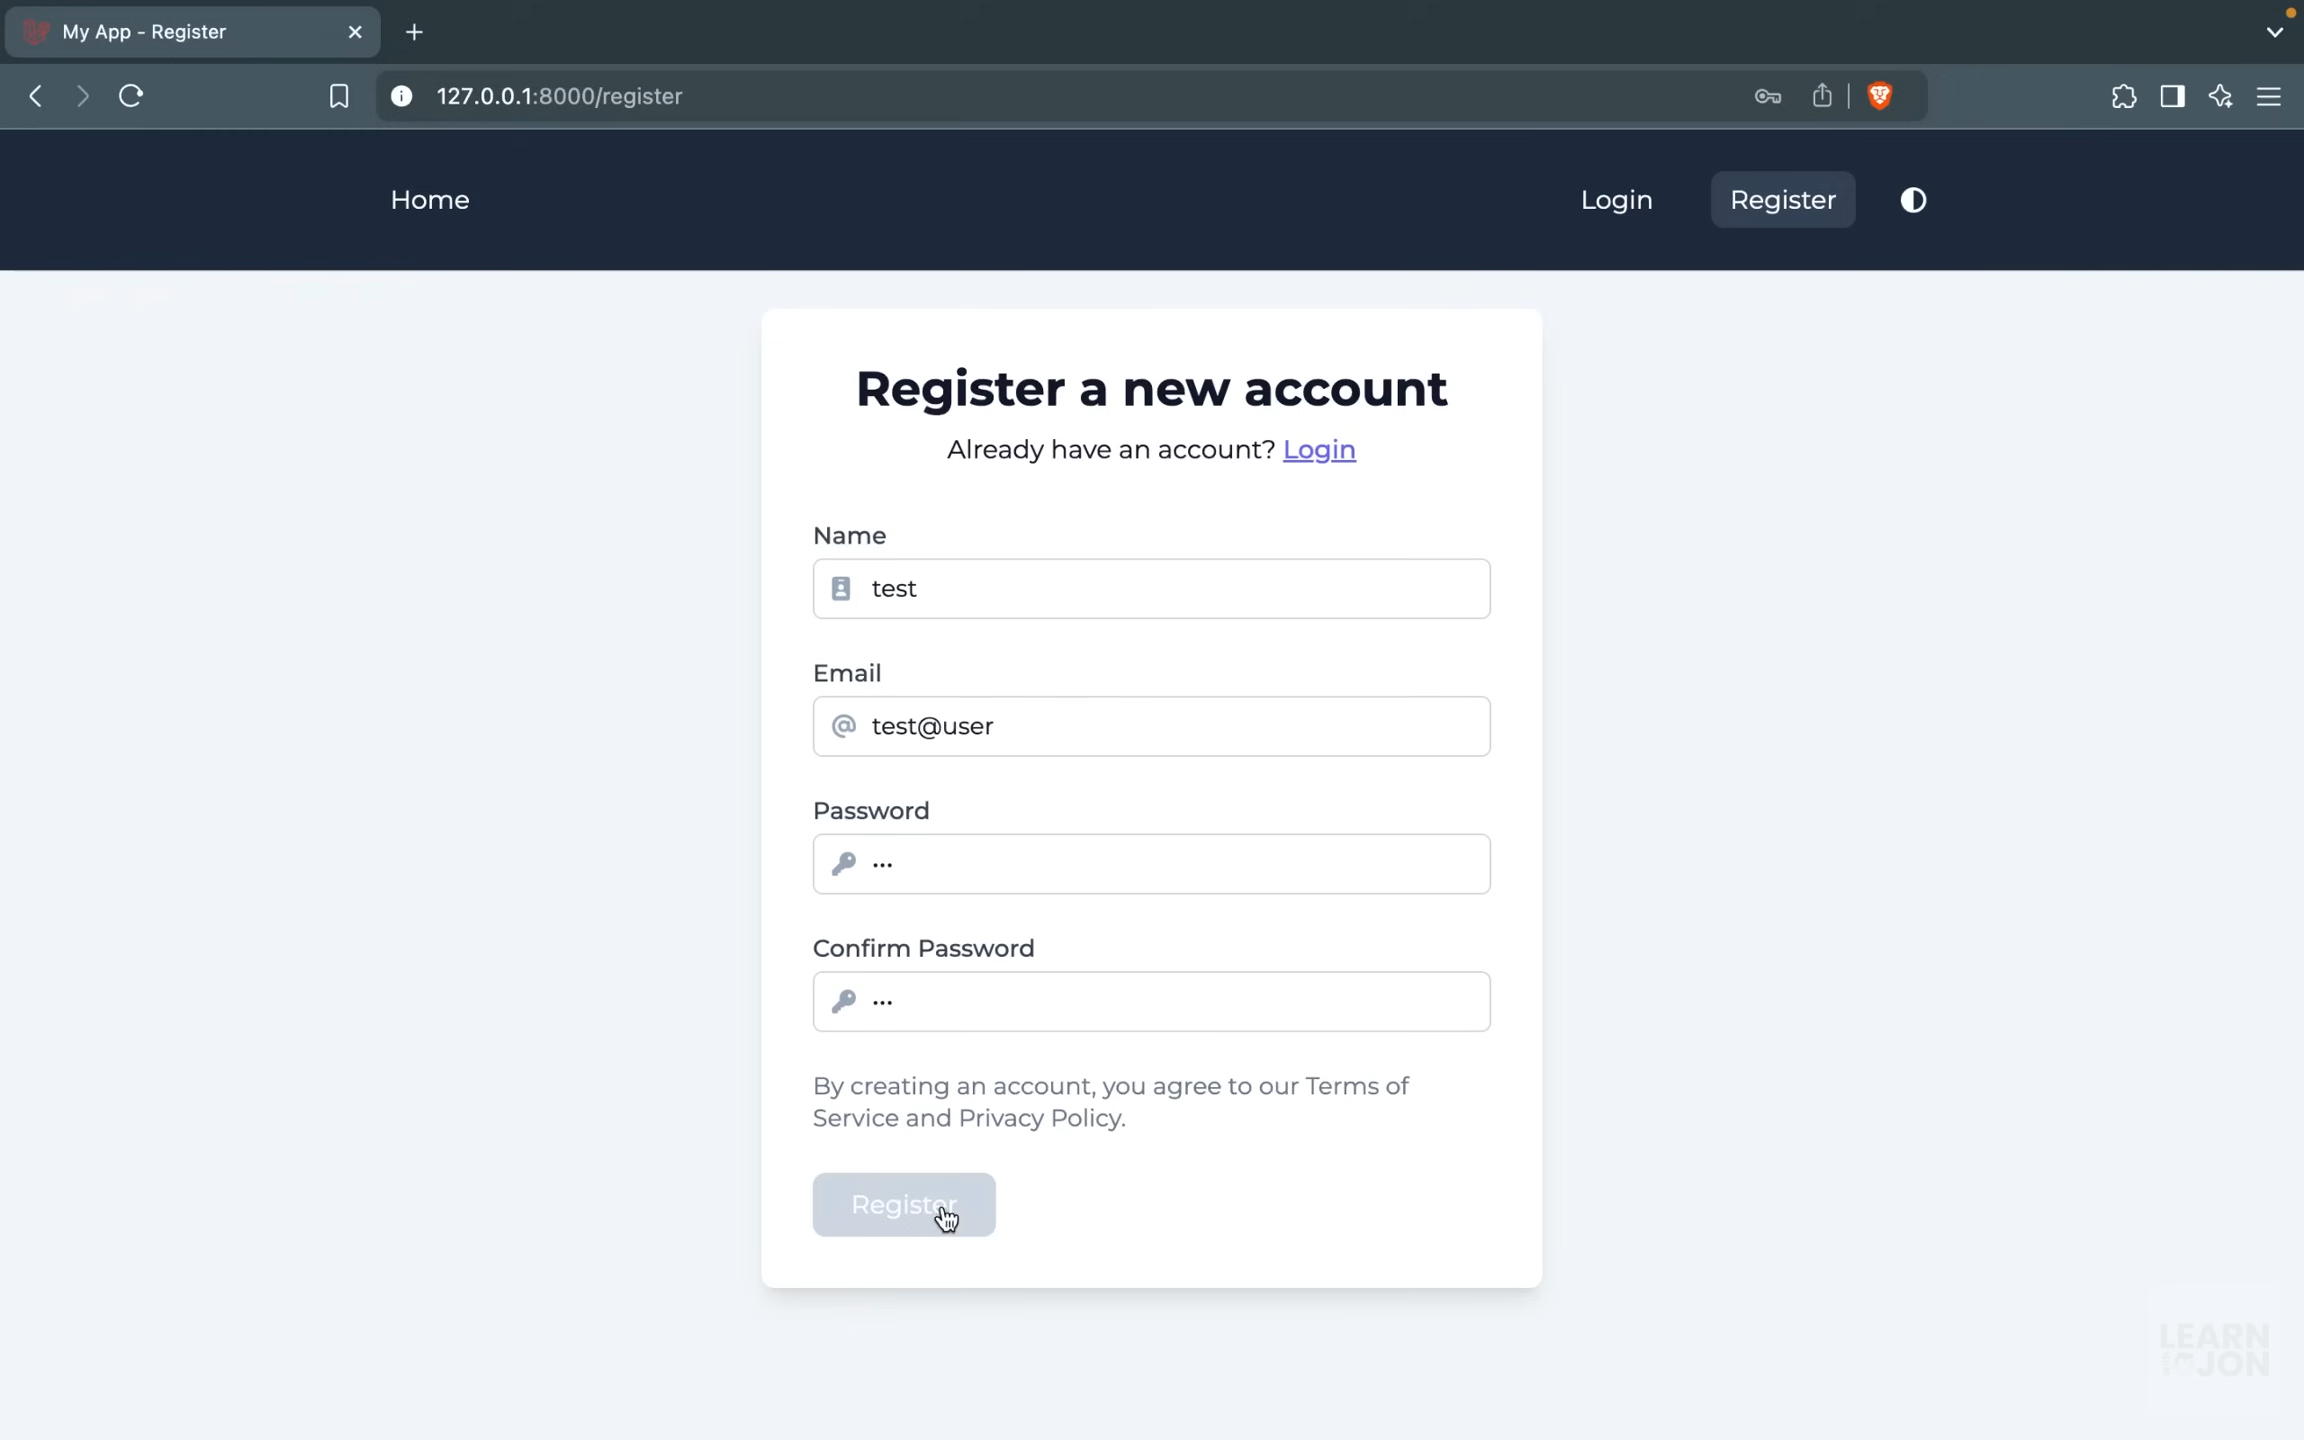 My App - Register
127.0.0.1:8000/register
Home
Login
Register
Register a new account
Already have an account? Login
Name
test
Email
test@user
Password
•••
Confirm Password
•••
By creating an account, you agree to our Terms of
Service and Privacy Policy.
Register
LEARN
JON